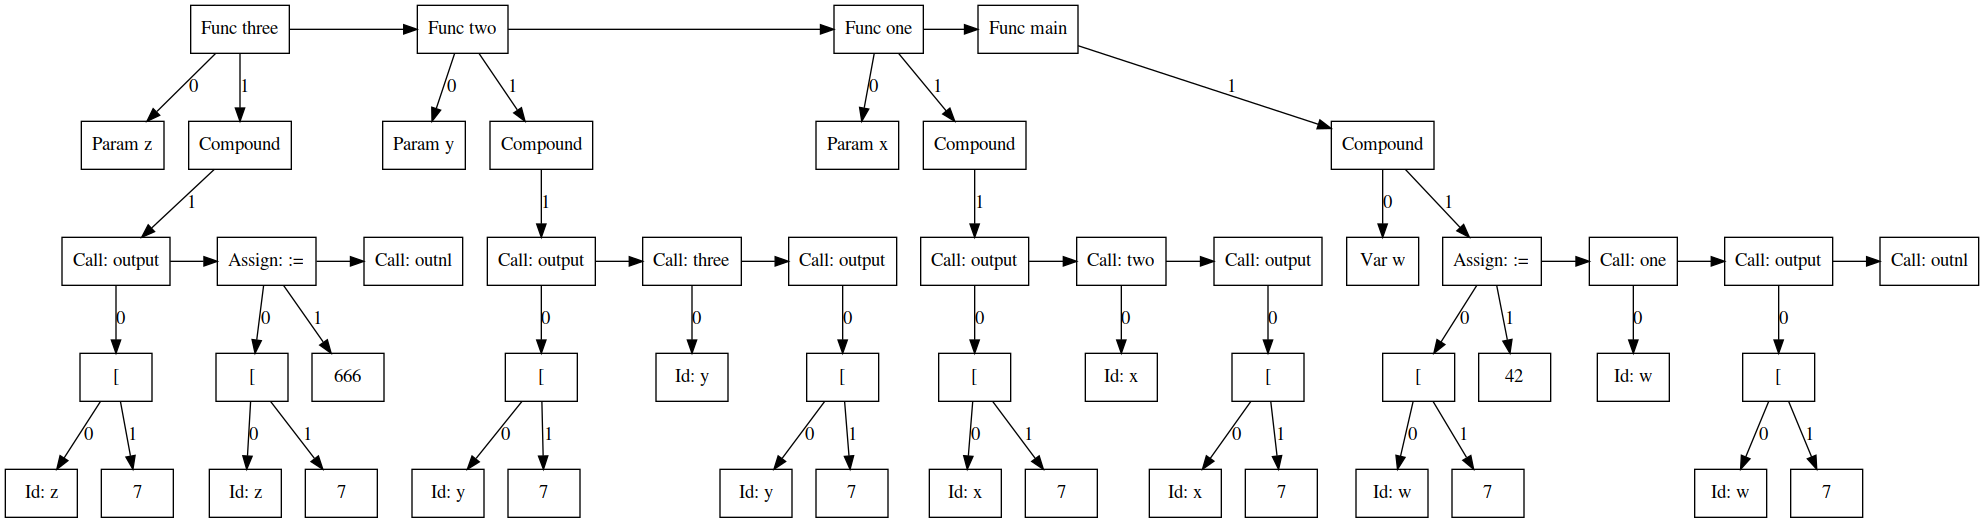 Func three
Func two
Func one
Func main
0
1
0
1
0
1
1
Param z
Compound
Param y
Compound
Param x
Compound
Compound
1
1
1
0
1
Call: output
Assign: :=
Call: outnl
Call: output
Call: three
Call: output
Call: output
Call: two
Call: output
Var w
Assign: :=
Call: one
Call: output
Call: outnl
0
0
1
0
0
0
0
0
0
0
1
0
0
[
[
666
[
Id: y
[
[
Id: x
[
[
42
Id: w
[
0
1
0
1
0
1
0
1
0
1
0
1
0
1
0
1
Id: z
7
Id: z
7
Id: y
7
Id: y
7
Id: x
7
Id: x
7
Id: w
7
Id: w
7